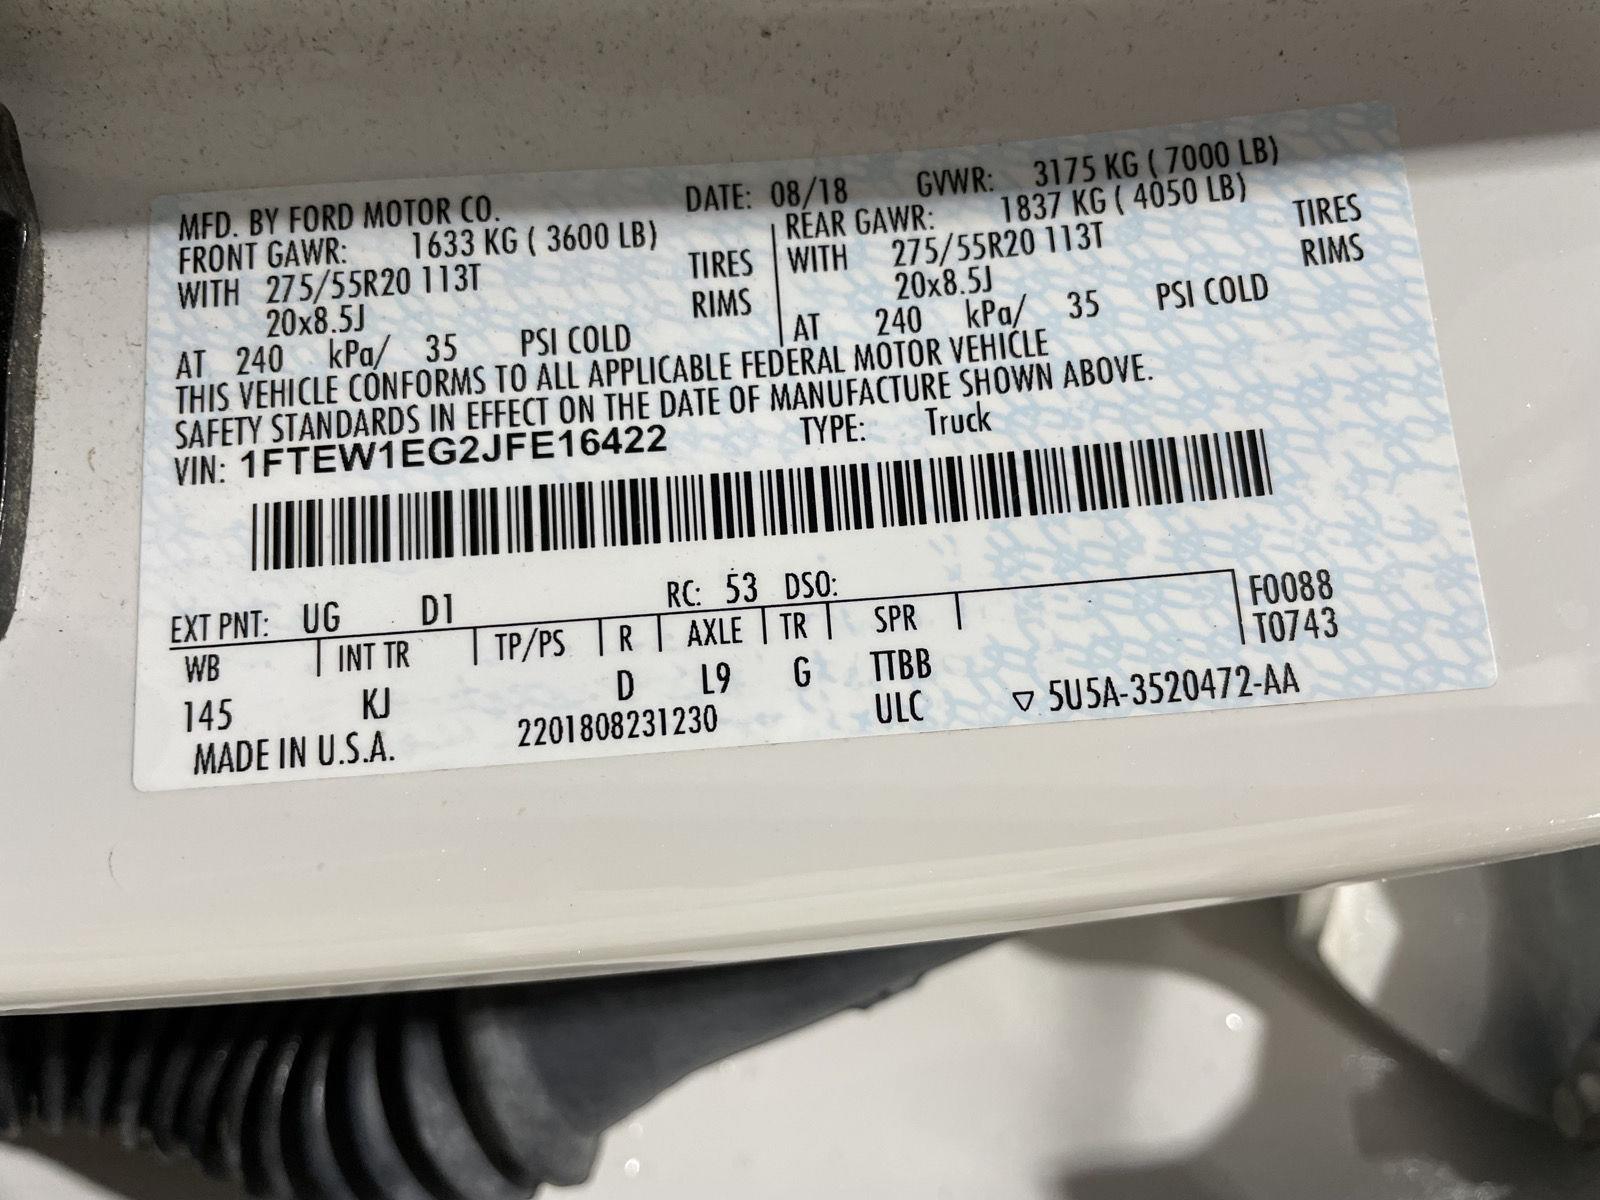 MFD. BY FORD MOTOR CO. DATE: 08/18 GVWR: 3175 KG ( 7000 LB)
FRONT GAWR: 1633 KG ( 3600 LB) REAR GAWR: 1837 KG ( 4050 LB)
WITH 275/55R20 113T TIRES WITH 275/55R20 113T TIRES
20x8.5J RIMS 20x8.5J RIMS
AT 240 kPa/ 35 PSI COLD AT 240 kPa/ 35 PSI COLD
THIS VEHICLE CONFORMS TO ALL APPLICABLE FEDERAL MOTOR VEHICLE
SAFETY STANDARDS IN EFFECT ON THE DATE OF MANUFACTURE SHOWN ABOVE.
VIN: 1FTEW1EG2JFE16422 TYPE: Truck
EXT PNT: UG D1 RC: 53 DSO: F0088
WB INT TR TP/PS R AXLE TR SPR T0743
145 KJ D L9 G TTBB
MADE IN U.S.A. 2201808231230 ULC ▽ 5U5A-3520472-AA